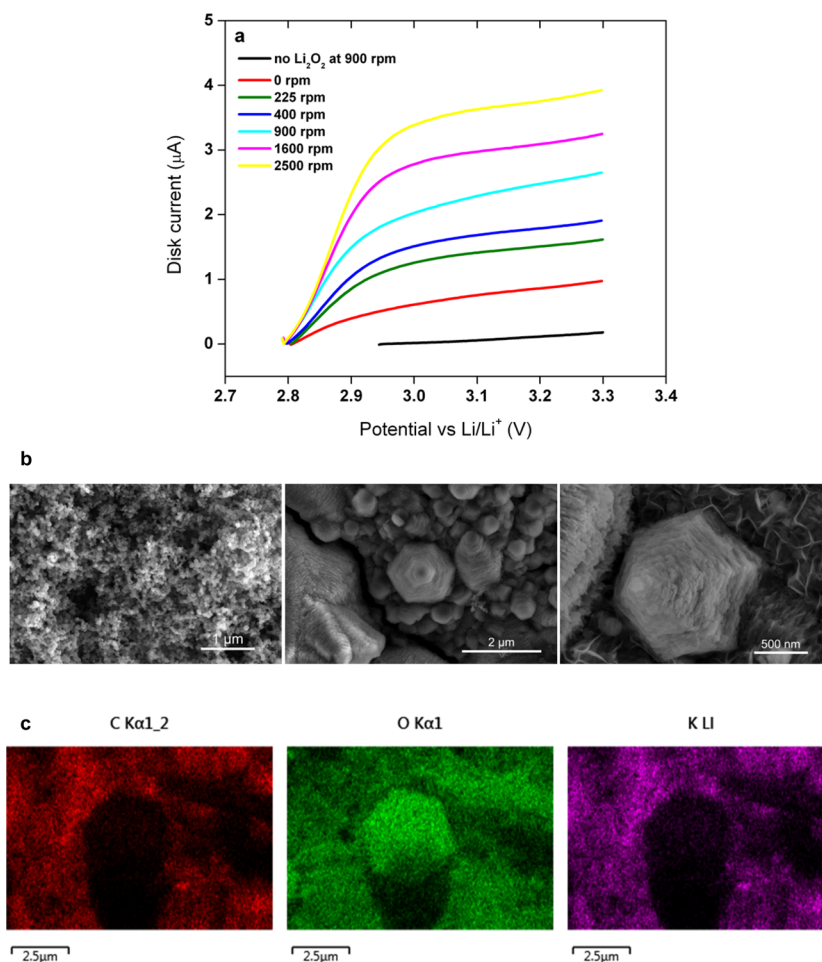 a
5
4
3
2
1
0
Disk current (μA)
no Li₂O₂ at 900 rpm
0 rpm
225 rpm
400 rpm
900 rpm
1600 rpm
2500 rpm
2.7 2.8 2.9 3.0 3.1 3.2 3.3 3.4
Potential vs Li/Li⁺ (V)
b
1 μm
2 μm
500 nm
c
C Kα1_2 O Kα1 K LI
2.5μm 2.5μm 2.5μm